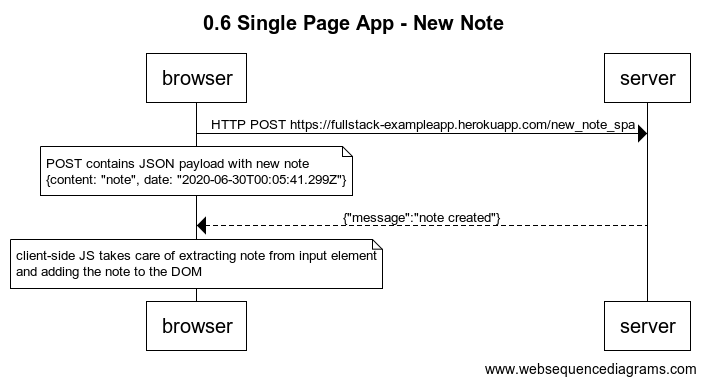 0.6 Single Page App - New Note
browser
server
HTTP POST https://fullstack-exampleapp.herokuapp.com/new_note_spa
POST contains JSON payload with new note
{content: "note", date: "2020-06-30T00:05:41.299Z"}
{"message":"note created"}
client-side JS takes care of extracting note from input element
and adding the note to the DOM
browser
server
www.websequencediagrams.com